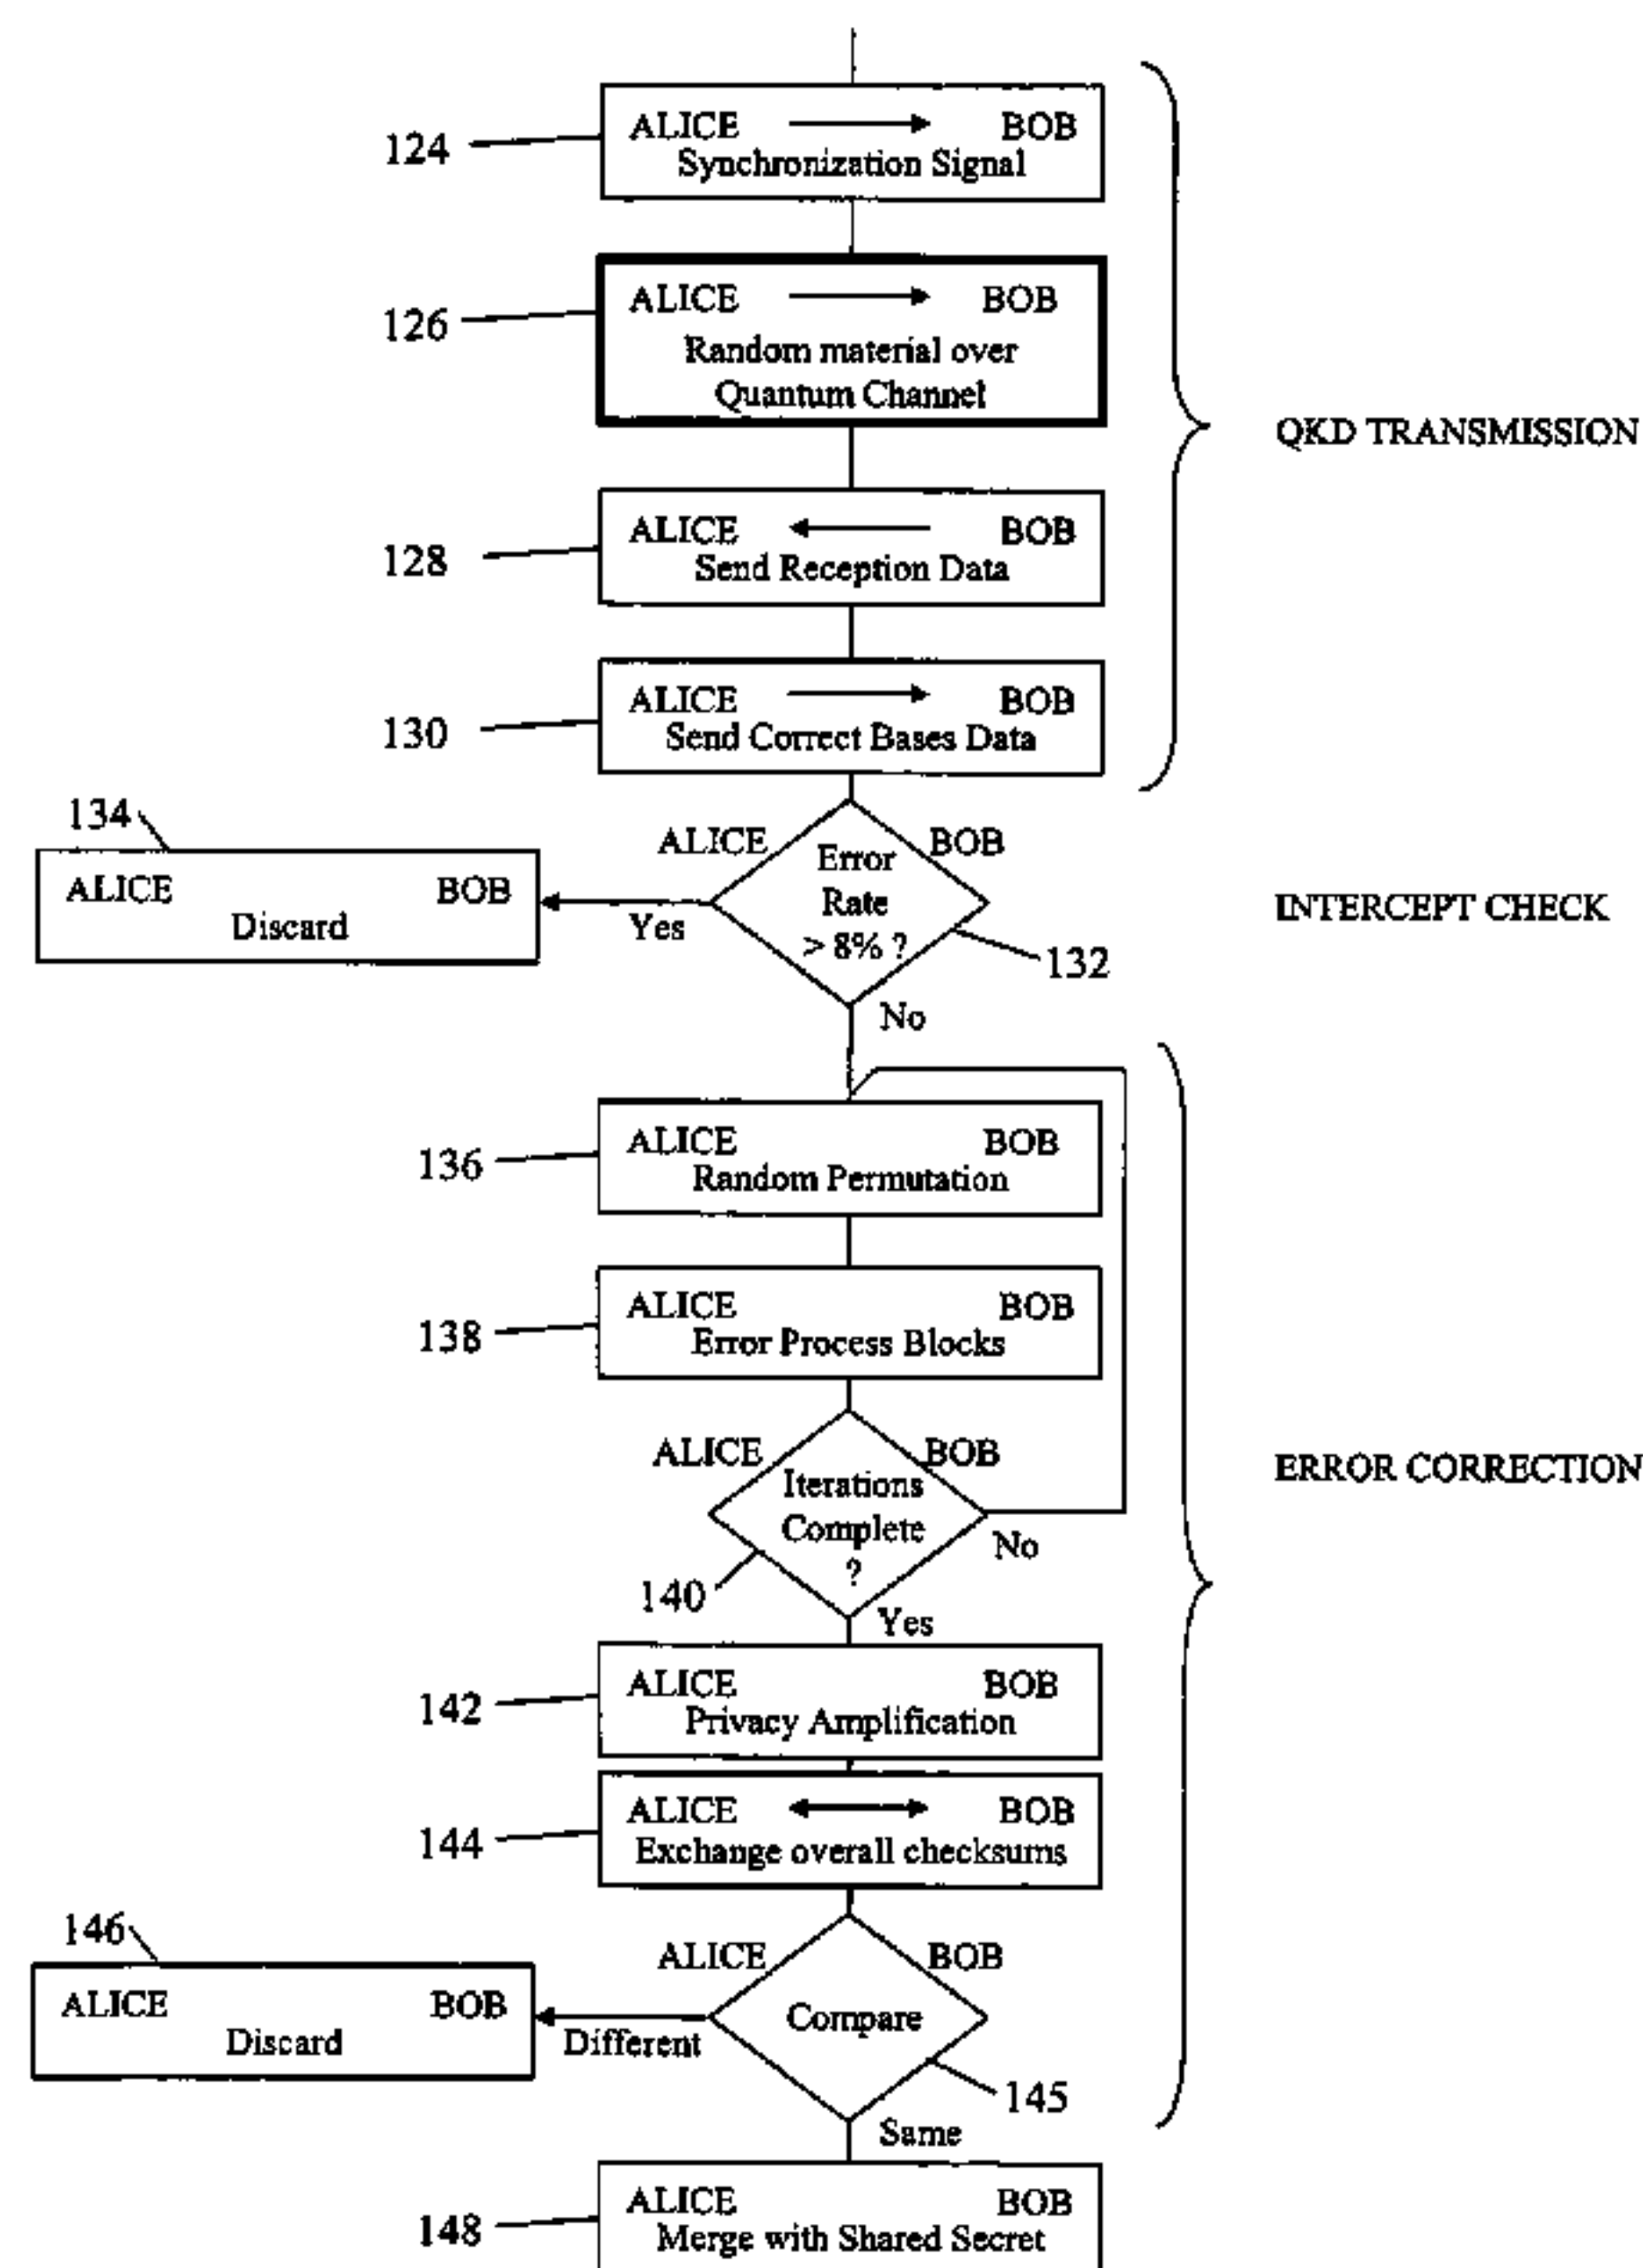 124
ALICE BOB
Synchronization Signal
126
ALICE BOB
Random material over
Quantum Channel
QKD TRANSMISSION
128
ALICE BOB
Send Reception Data
130
ALICE BOB
Send Correct Bases Data
134
ALICE BOB
Discard
Yes
ALICE BOB
Error
Rate
> 8% ?
132
No
INTERCEPT CHECK
136
ALICE BOB
Random Permutation
138
ALICE BOB
Error Process Blocks
ALICE BOB
Iterations
Complete
?
No
140
Yes
ERROR CORRECTION
142
ALICE BOB
Privacy Amplification
144
ALICE BOB
Exchange overall checksums
146
ALICE BOB
Discard
Different
ALICE BOB
Compare
145
Same
148
ALICE BOB
Merge with Shared Secret